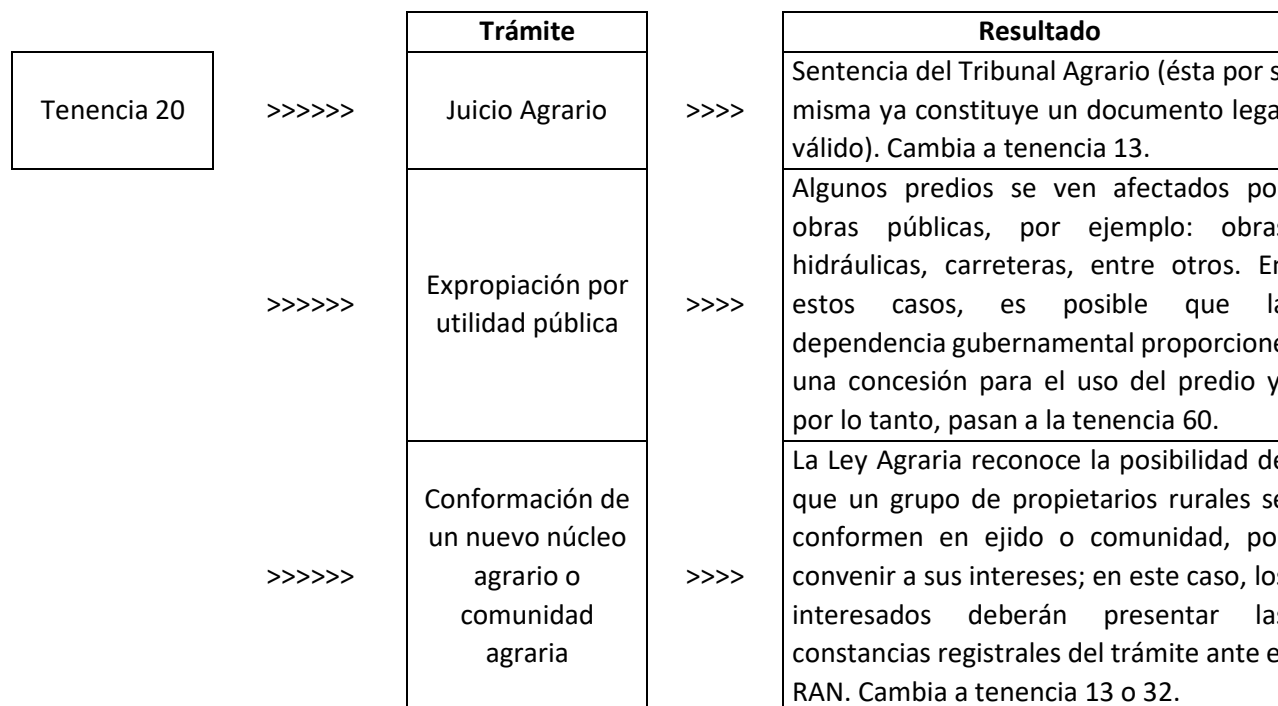 Trámite
Resultado
Tenencia 20
>>>>>>
Juicio Agrario
>>>>
Sentencia del Tribunal Agrario (ésta por s
misma ya constituye un documento lega
válido). Cambia a tenencia 13.
>>>>>>
Expropiación por
utilidad pública
>>>>
Algunos predios se ven afectados por
obras públicas, por ejemplo: obras
hidráulicas, carreteras, entre otros. En
estos casos, es posible que la
dependencia gubernamental proporcione
una concesión para el uso del predio y
por lo tanto, pasan a la tenencia 60.
>>>>>>
Conformación de
un nuevo núcleo
agrario o
comunidad
agraria
>>>>
La Ley Agraria reconoce la posibilidad de
que un grupo de propietarios rurales se
conformen en ejido o comunidad, por
convenir a sus intereses; en este caso, los
interesados deberán presentar las
constancias registrales del trámite ante e
RAN. Cambia a tenencia 13 o 32.